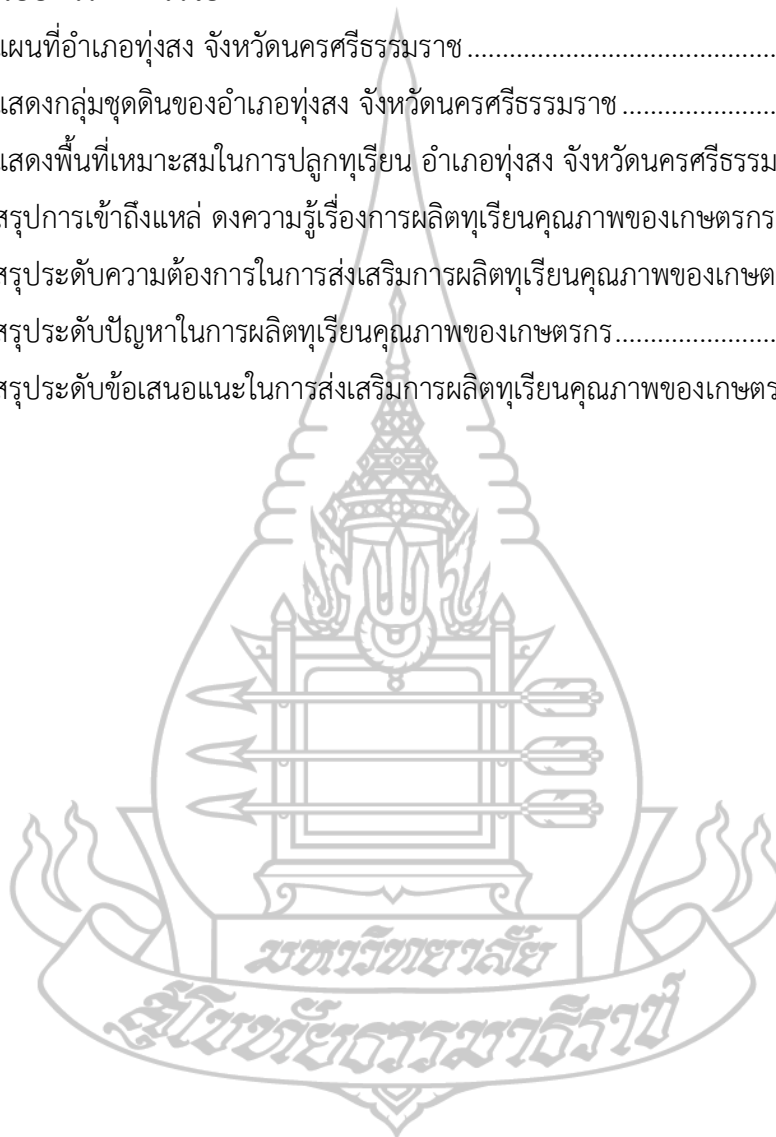 แผนที่อำเภอทุ่งสง จังหวัดนครศรีธรรมราช
แสดงกลุ่มชุดดินของอำเภอทุ่งสง จังหวัดนครศรีธรรมราช
แสดงพื้นที่เหมาะสมในการปลูกทุเรียน อำเภอทุ่งสง จังหวัดนครศรีธรรม
สรุปการเข้าถึงแหล่ ดงความรู้เรื่องการผลิตทุเรียนคุณภาพของเกษตรกร
สรุประดับความต้องการในการส่งเสริมการผลิตทุเรียนคุณภาพของเกษต
สรุประดับปัญหาในการผลิตทุเรียนคุณภาพของเกษตรกร
สรุประดับข้อเสนอแนะในการส่งเสริมการผลิตทุเรียนคุณภาพของเกษตร
มหาวิทยาลัย
สุโขทัยธรรมาธิราช